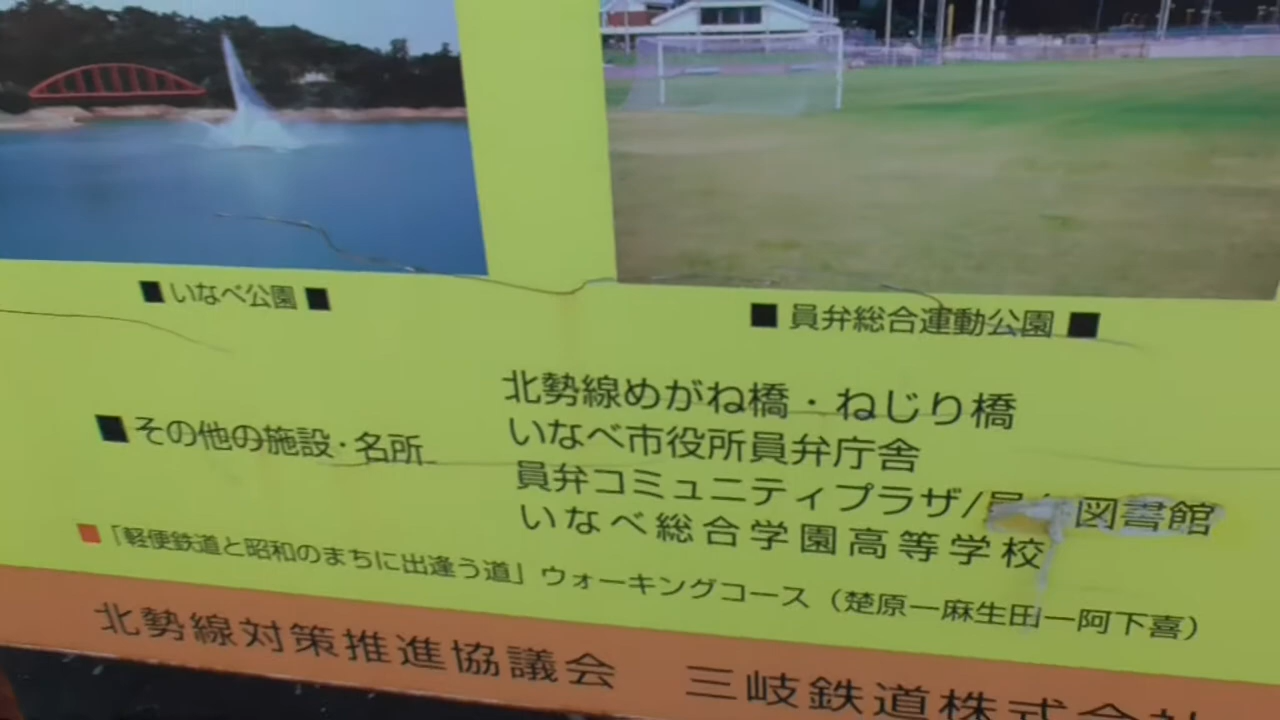 ■いなべ公園■
■員弁総合運動公園■
■その他の施設・名所
北勢線めがね橋・ねじり橋
いなべ市役所員弁庁舎
員弁コミュニティプラザ/員 図書館
いなべ総合学園高等学校
■「軽便鉄道と昭和のまちに出逢う道」ウォーキングコース（楚原ー麻生田ー阿下喜）
北勢線対策推進協議会 三岐鉄道株式会社